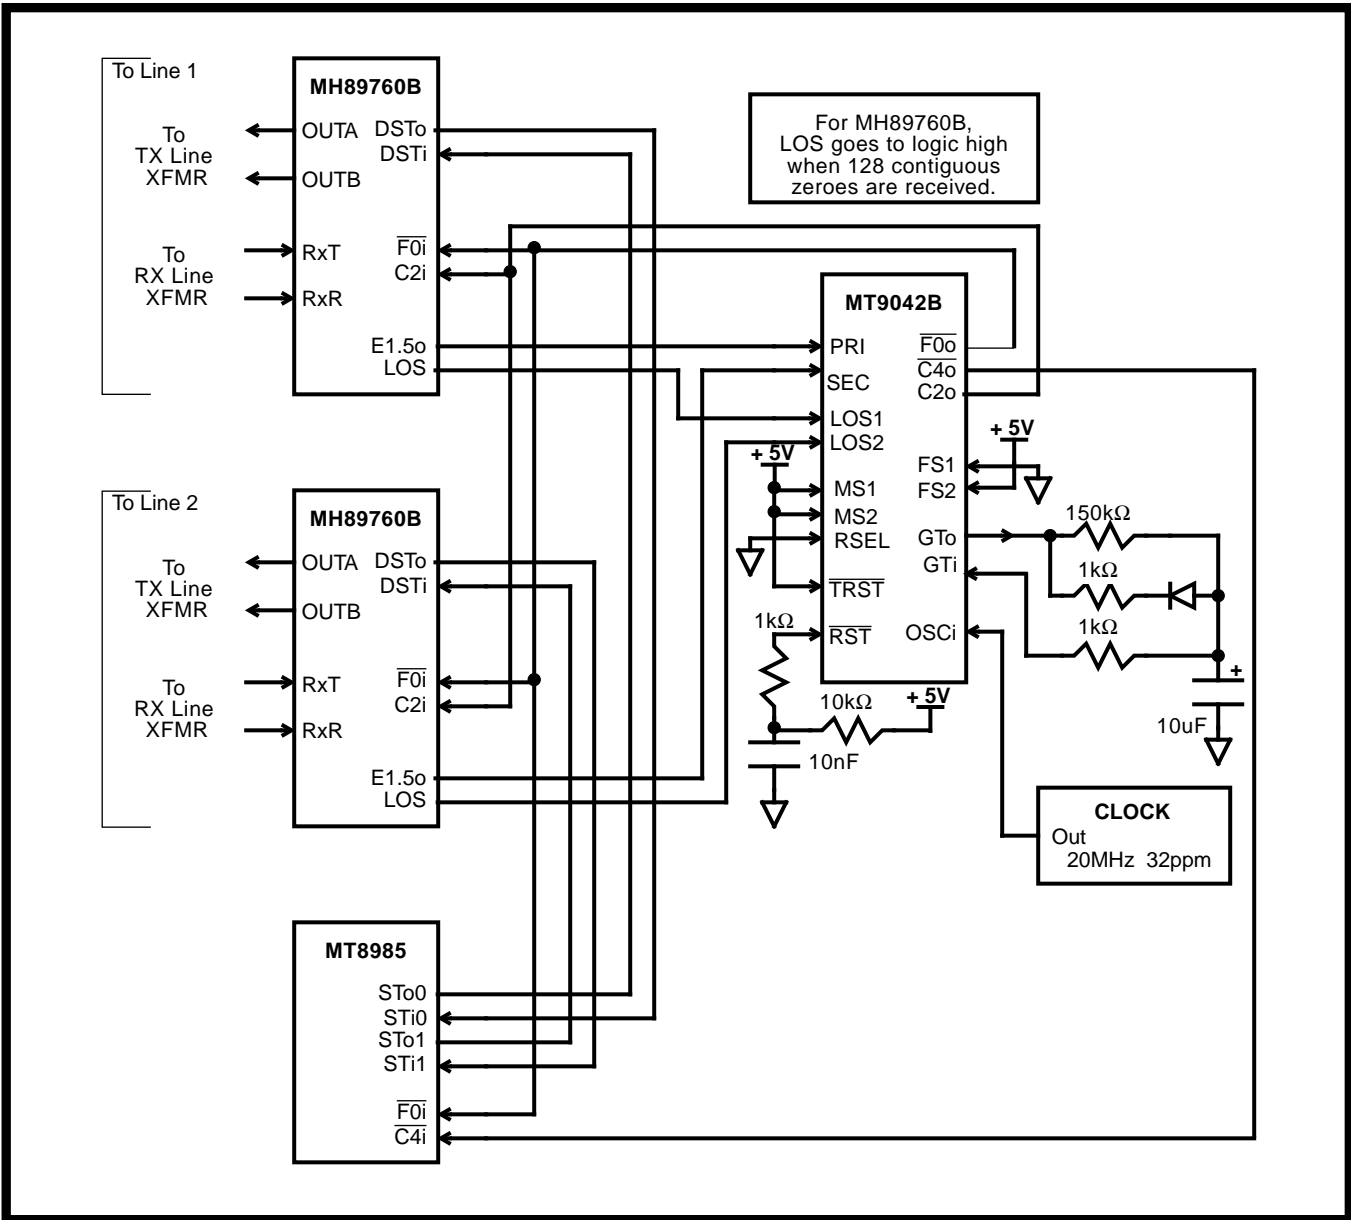 To Line 1
MH89760B
To
TX Line
XFMR
OUTA
OUTB
DSTo
DSTi
To
RX Line
XFMR
RxT
RxR
F0i
C2i
E1.5o
LOS
For MH89760B,
LOS goes to logic high
when 128 contiguous
zeroes are received.
MT9042B
PRI
SEC
LOS1
LOS2
+ 5V
MS1
MS2
RSEL
TRST
RST
F0o
C4o
C2o
+ 5V
FS1
FS2
GTo
GTi
OSCi
150kΩ
1kΩ
1kΩ
+
10uF
1kΩ
10kΩ
+ 5V
10nF
CLOCK
Out
20MHz 32ppm
To Line 2
MH89760B
To
TX Line
XFMR
OUTA
OUTB
DSTo
DSTi
To
RX Line
XFMR
RxT
RxR
F0i
C2i
E1.5o
LOS
MT8985
STo0
STi0
STo1
STi1
F0i
C4i